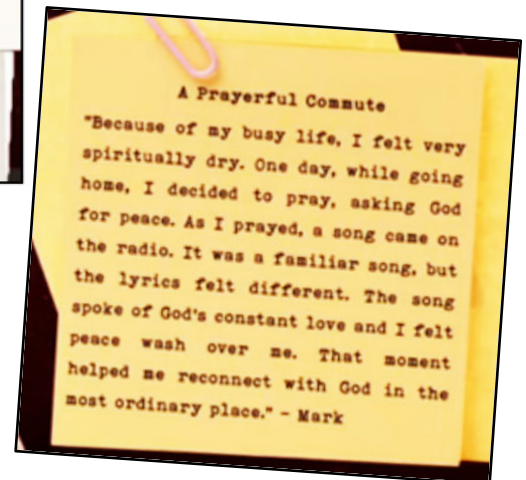 A Prayerful Commute
"Because of my busy life, I felt very
spiritually dry. One day, while going
home, I decided to pray, asking God
for peace. As I prayed, a song came on
the radio. It was a familiar song, but
the lyrics felt different. The song
spoke of God's constant love and I felt
peace wash over me. That moment
helped me reconnect with God in the
most ordinary place." - Mark